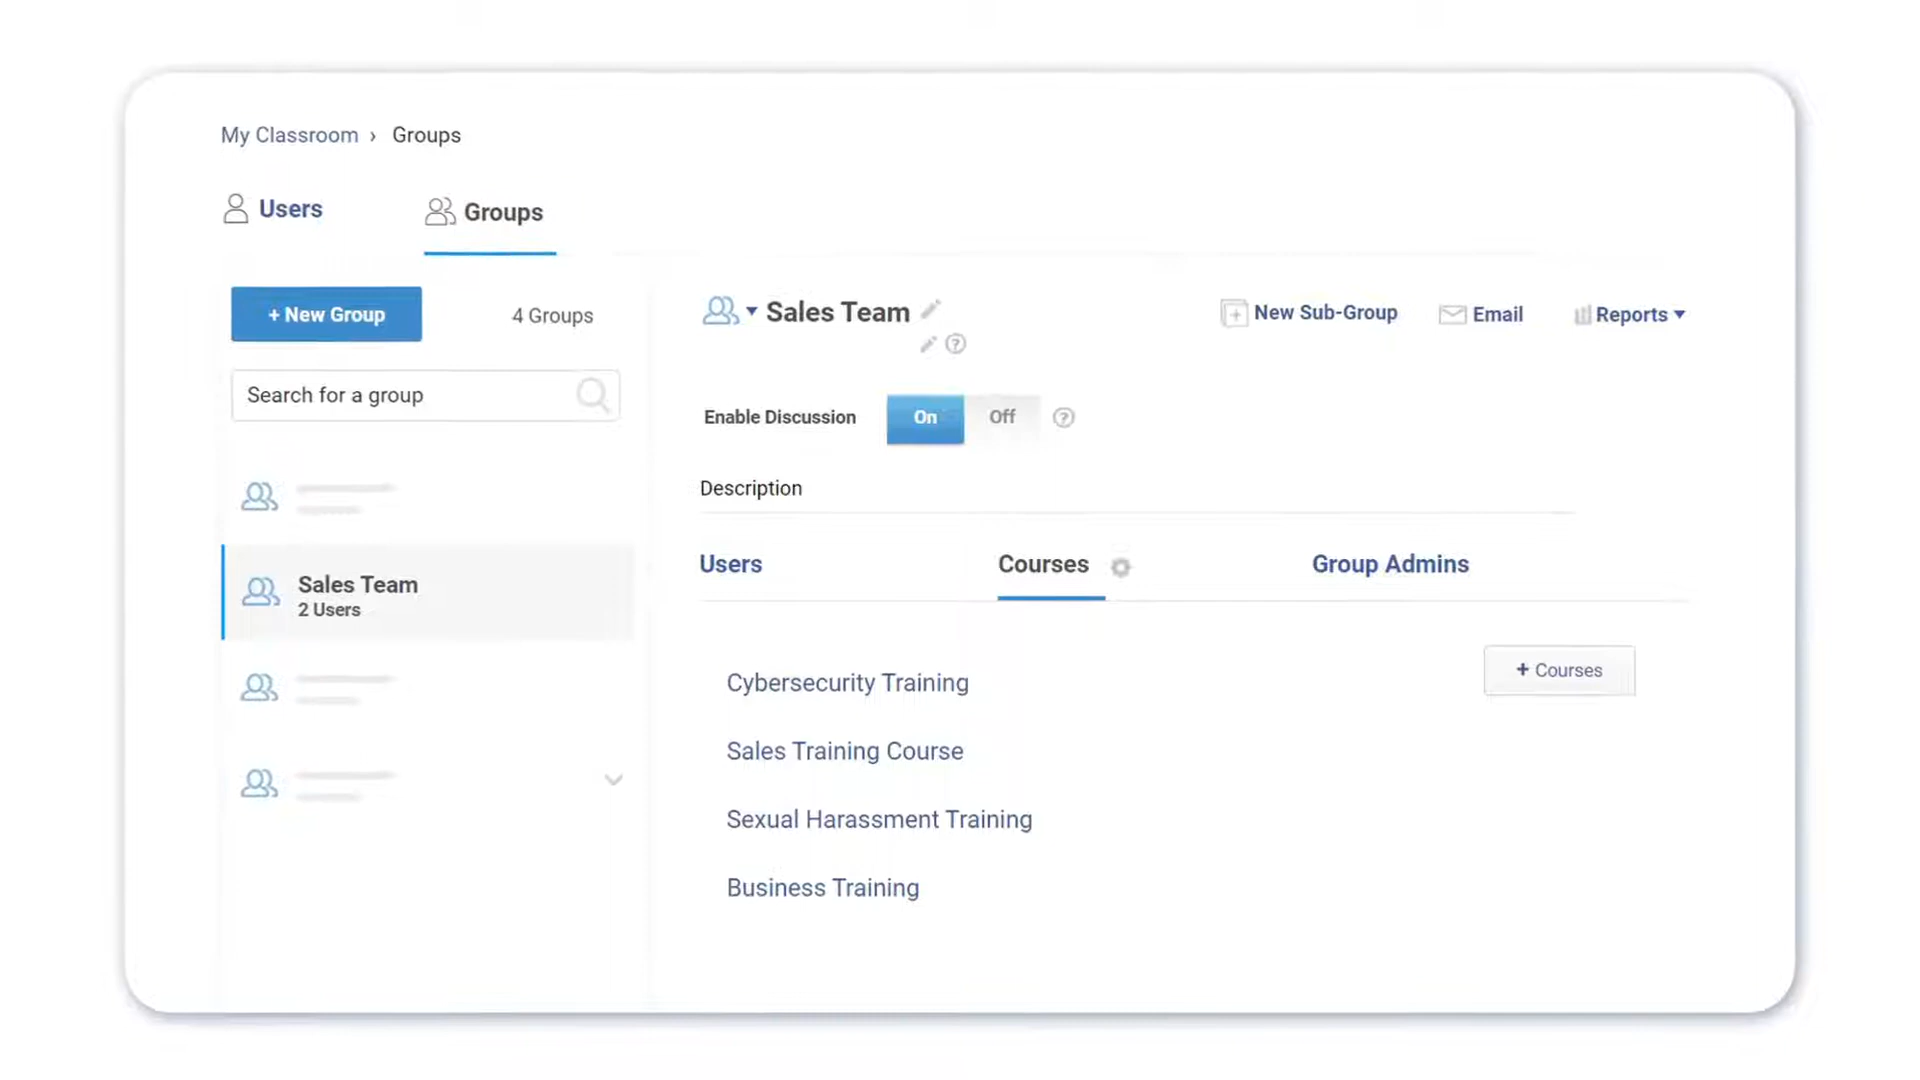 My Classroom › Groups
Users
Groups
+ New Group
4 Groups
Search for a group
Sales Team
2 Users
Sales Team
New Sub-Group
Email
Reports
Enable Discussion
On
Off
Description
Users
Courses
Group Admins
+ Courses
Cybersecurity Training
Sales Training Course
Sexual Harassment Training
Business Training